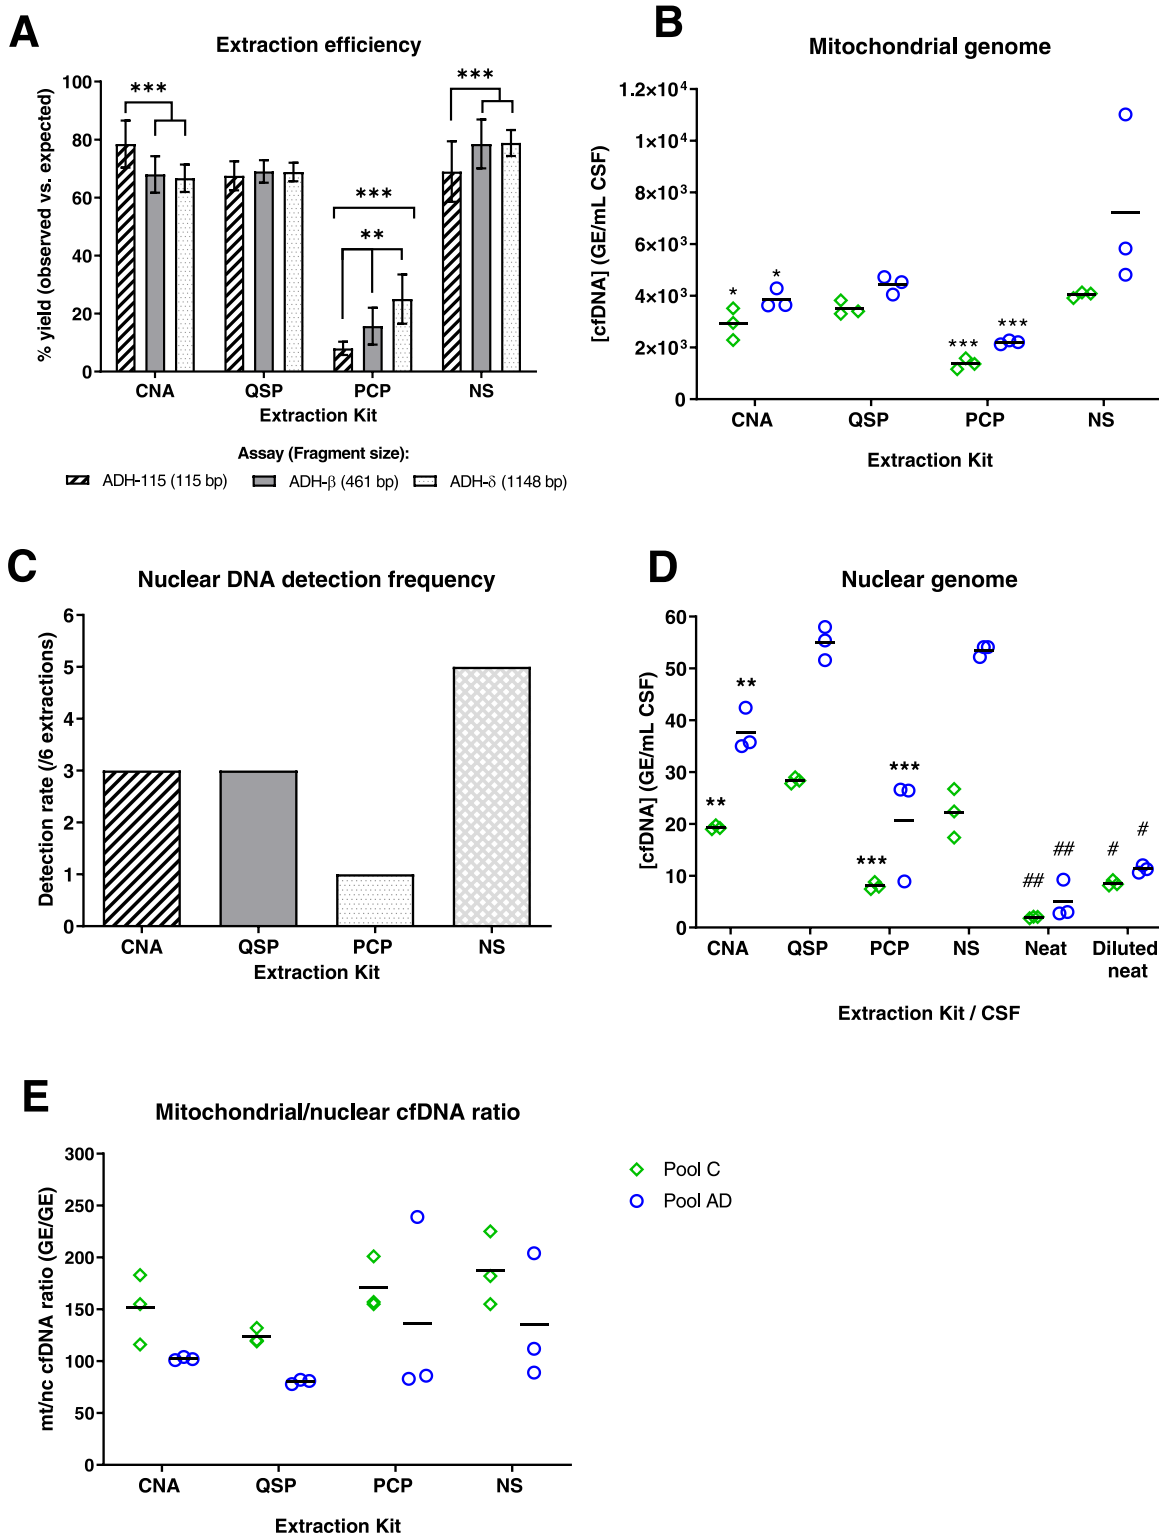 A
Extraction efficiency
% yield (observed vs. expected)
100
80
60
40
20
0
***
***
***
**
CNA
QSP
PCP
NS
Extraction Kit
Assay (Fragment size):
ADH-115 (115 bp)
ADH-β (461 bp)
ADH-δ (1148 bp)
B
Mitochondrial genome
[cfDNA] (GE/mL CSF)
1.2×10⁴
1×10⁴
8×10³
6×10³
4×10³
2×10³
0
*
*
***
***
CNA
QSP
PCP
NS
Extraction Kit
C
Nuclear DNA detection frequency
Detection rate (/6 extractions)
6
5
4
3
2
1
0
CNA
QSP
PCP
NS
Extraction Kit
D
Nuclear genome
[cfDNA] (GE/mL CSF)
60
50
40
30
20
10
0
**
**
***
***
##
##
#
#
CNA
QSP
PCP
NS
Neat
Diluted
neat
Extraction Kit / CSF
E
Mitochondrial/nuclear cfDNA ratio
mt/nc cfDNA ratio (GE/GE)
300
250
200
150
100
50
0
CNA
QSP
PCP
NS
Extraction Kit
Pool C
Pool AD